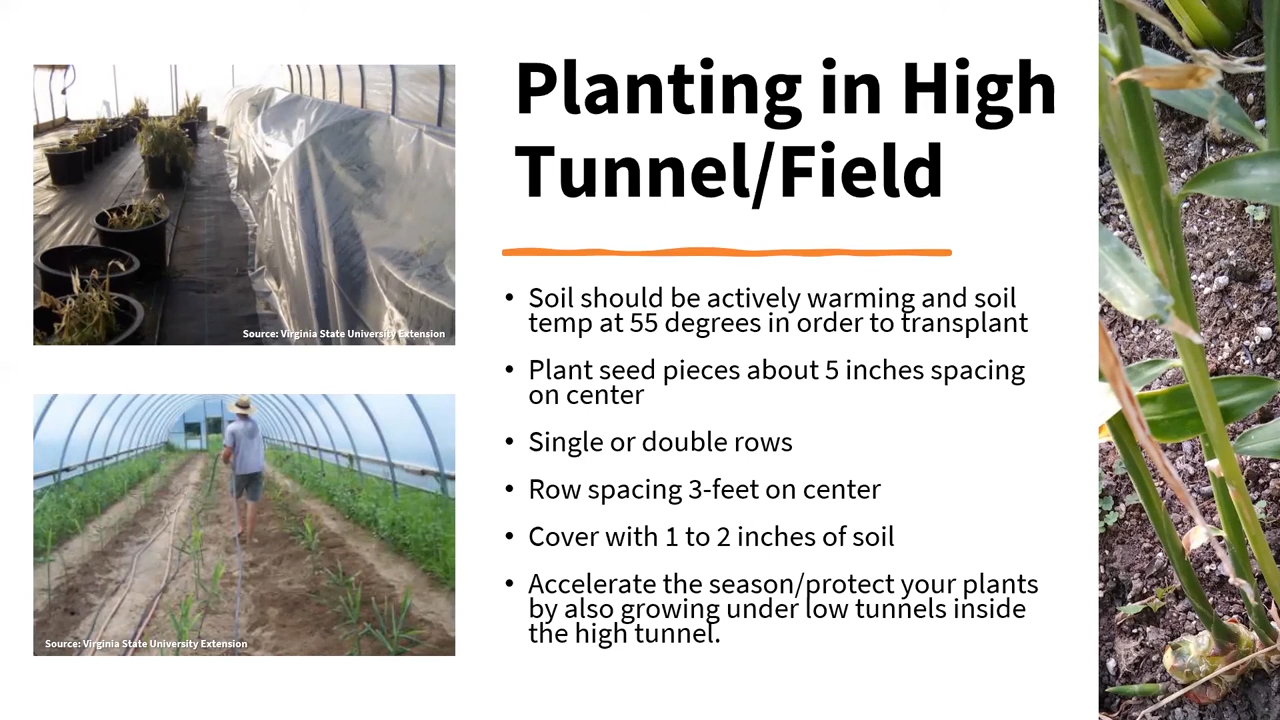 Planting in High
Tunnel/Field
• Soil should be actively warming and soil
temp at 55 degrees in order to transplant
• Plant seed pieces about 5 inches spacing
on center
• Single or double rows
• Row spacing 3-feet on center
• Cover with 1 to 2 inches of soil
• Accelerate the season/protect your plants
by also growing under low tunnels inside
the high tunnel.
Source: Virginia State University Extension
Source: Virginia State University Extension